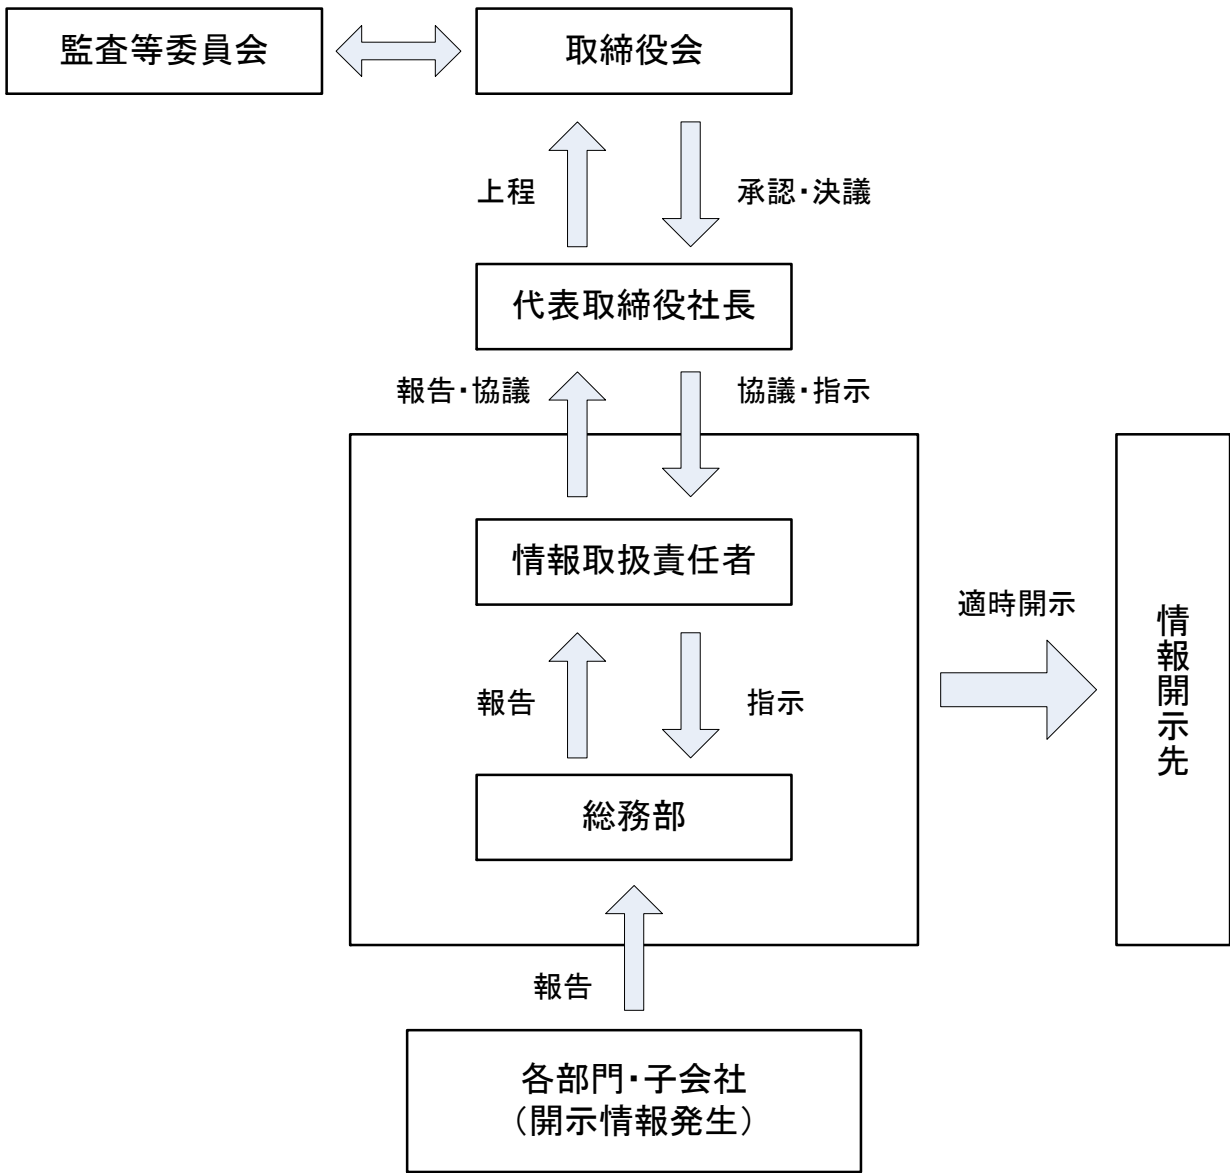 監査等委員会
取締役会
上程
承認・決議
代表取締役社長
報告・協議
協議・指示
情報取扱責任者
適時開示
情報開示先
報告
指示
総務部
報告
各部門・子会社
（開示情報発生）